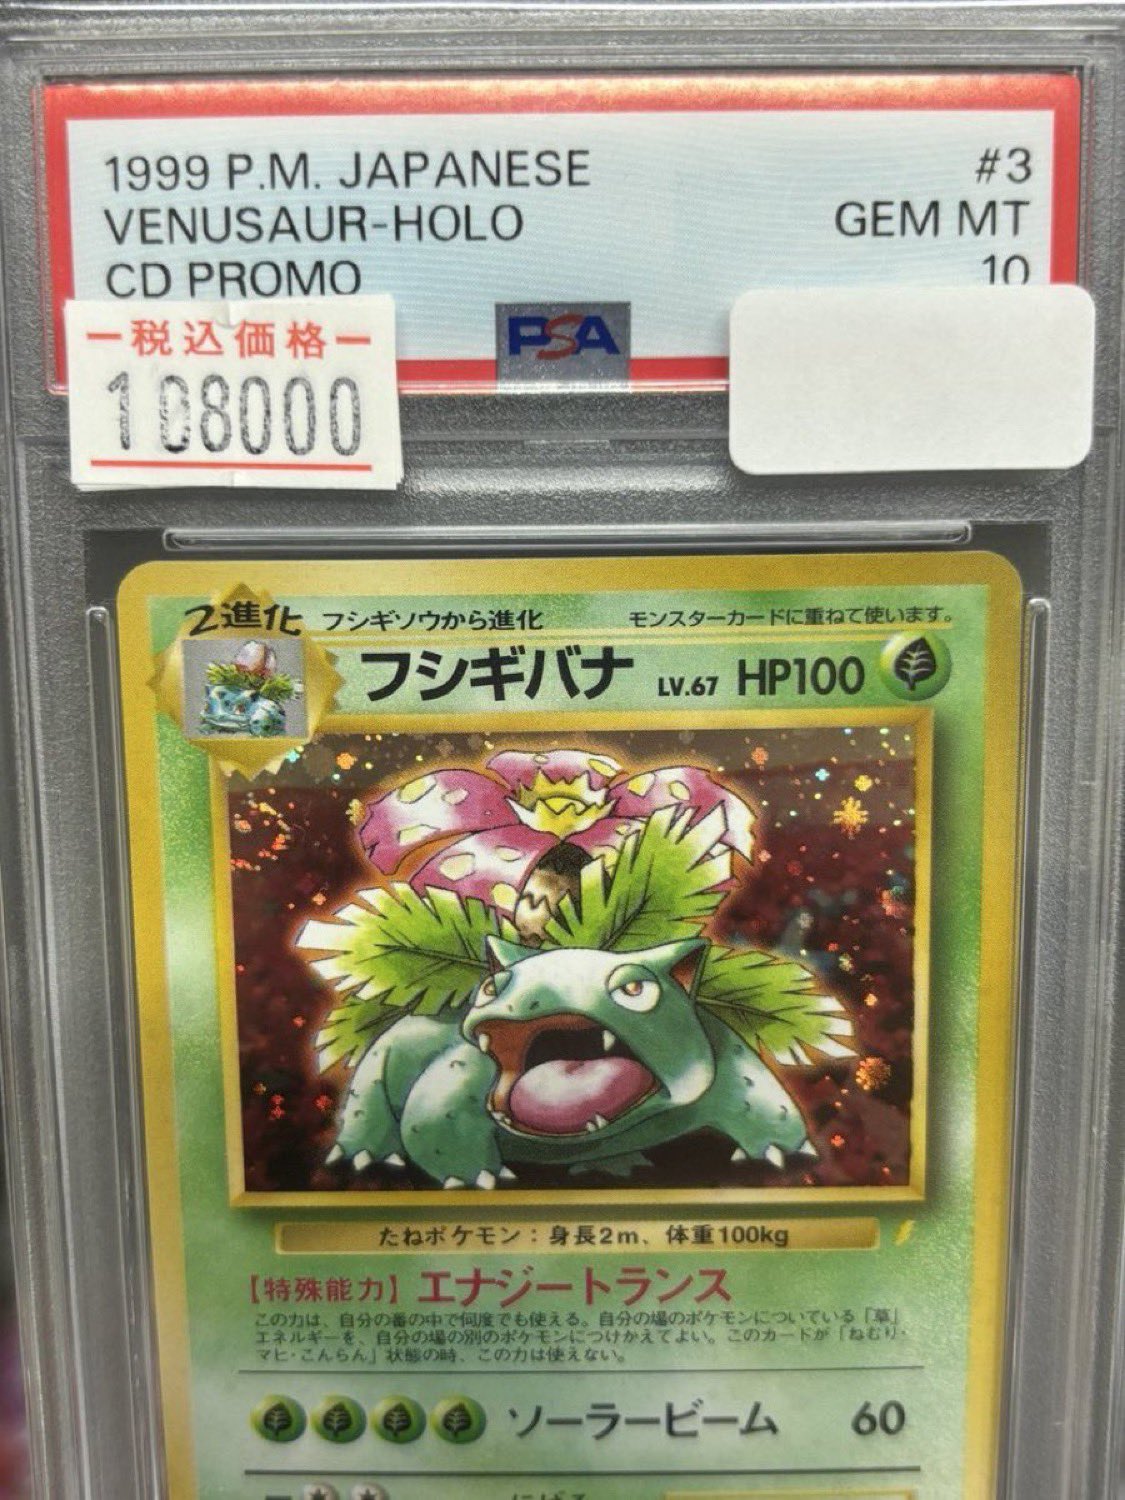 1999 P.M. JAPANESE #3
VENUSAUR-HOLO GEM MT
CD PROMO 10
PSA
税込価格
108000
2進化 フシギソウから進化 モンスターカードに重ねて使います。
フシギバナ LV.67 HP100
たねポケモン：身長2m、体重100kg
【特殊能力】エナジートランス
この力は、自分の番の中で何度でも使える。自分の場のポケモンについている「草」
エネルギーを、自分の場の別のポケモンにつけかえてよい。このカードが「ねむり・
マヒ・こんらん」状態の時、この力は使えない。
ソーラービーム 60